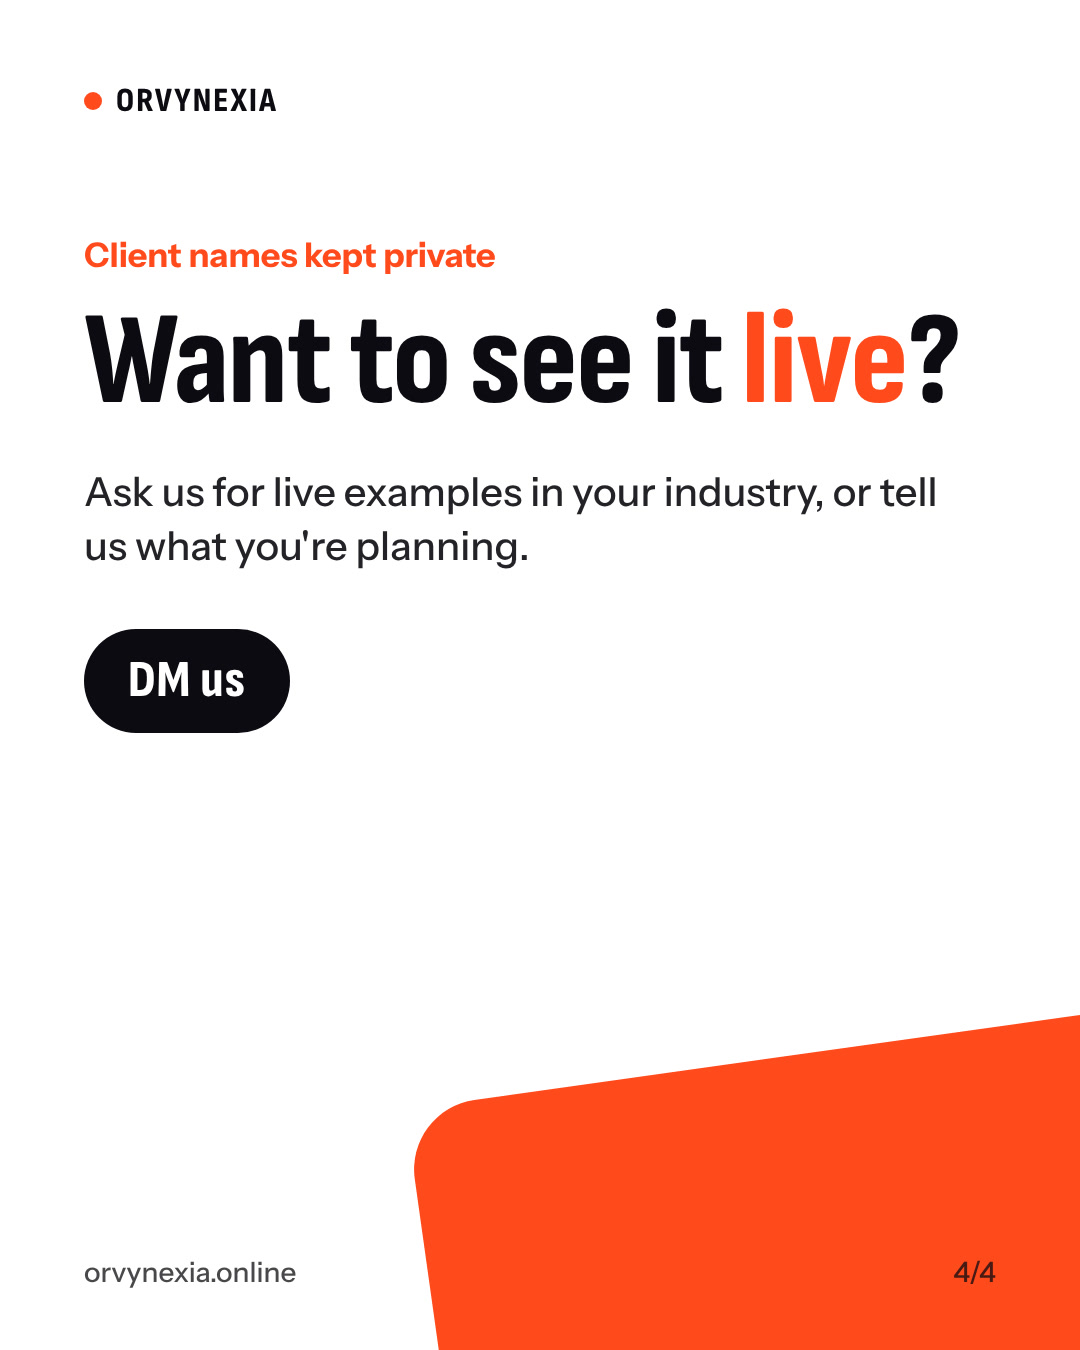 ORVYNEXIA
Client names kept private
Want to see it live?
Ask us for live examples in your industry, or tell
us what you're planning.
DM us
orvynexia.online
4/4